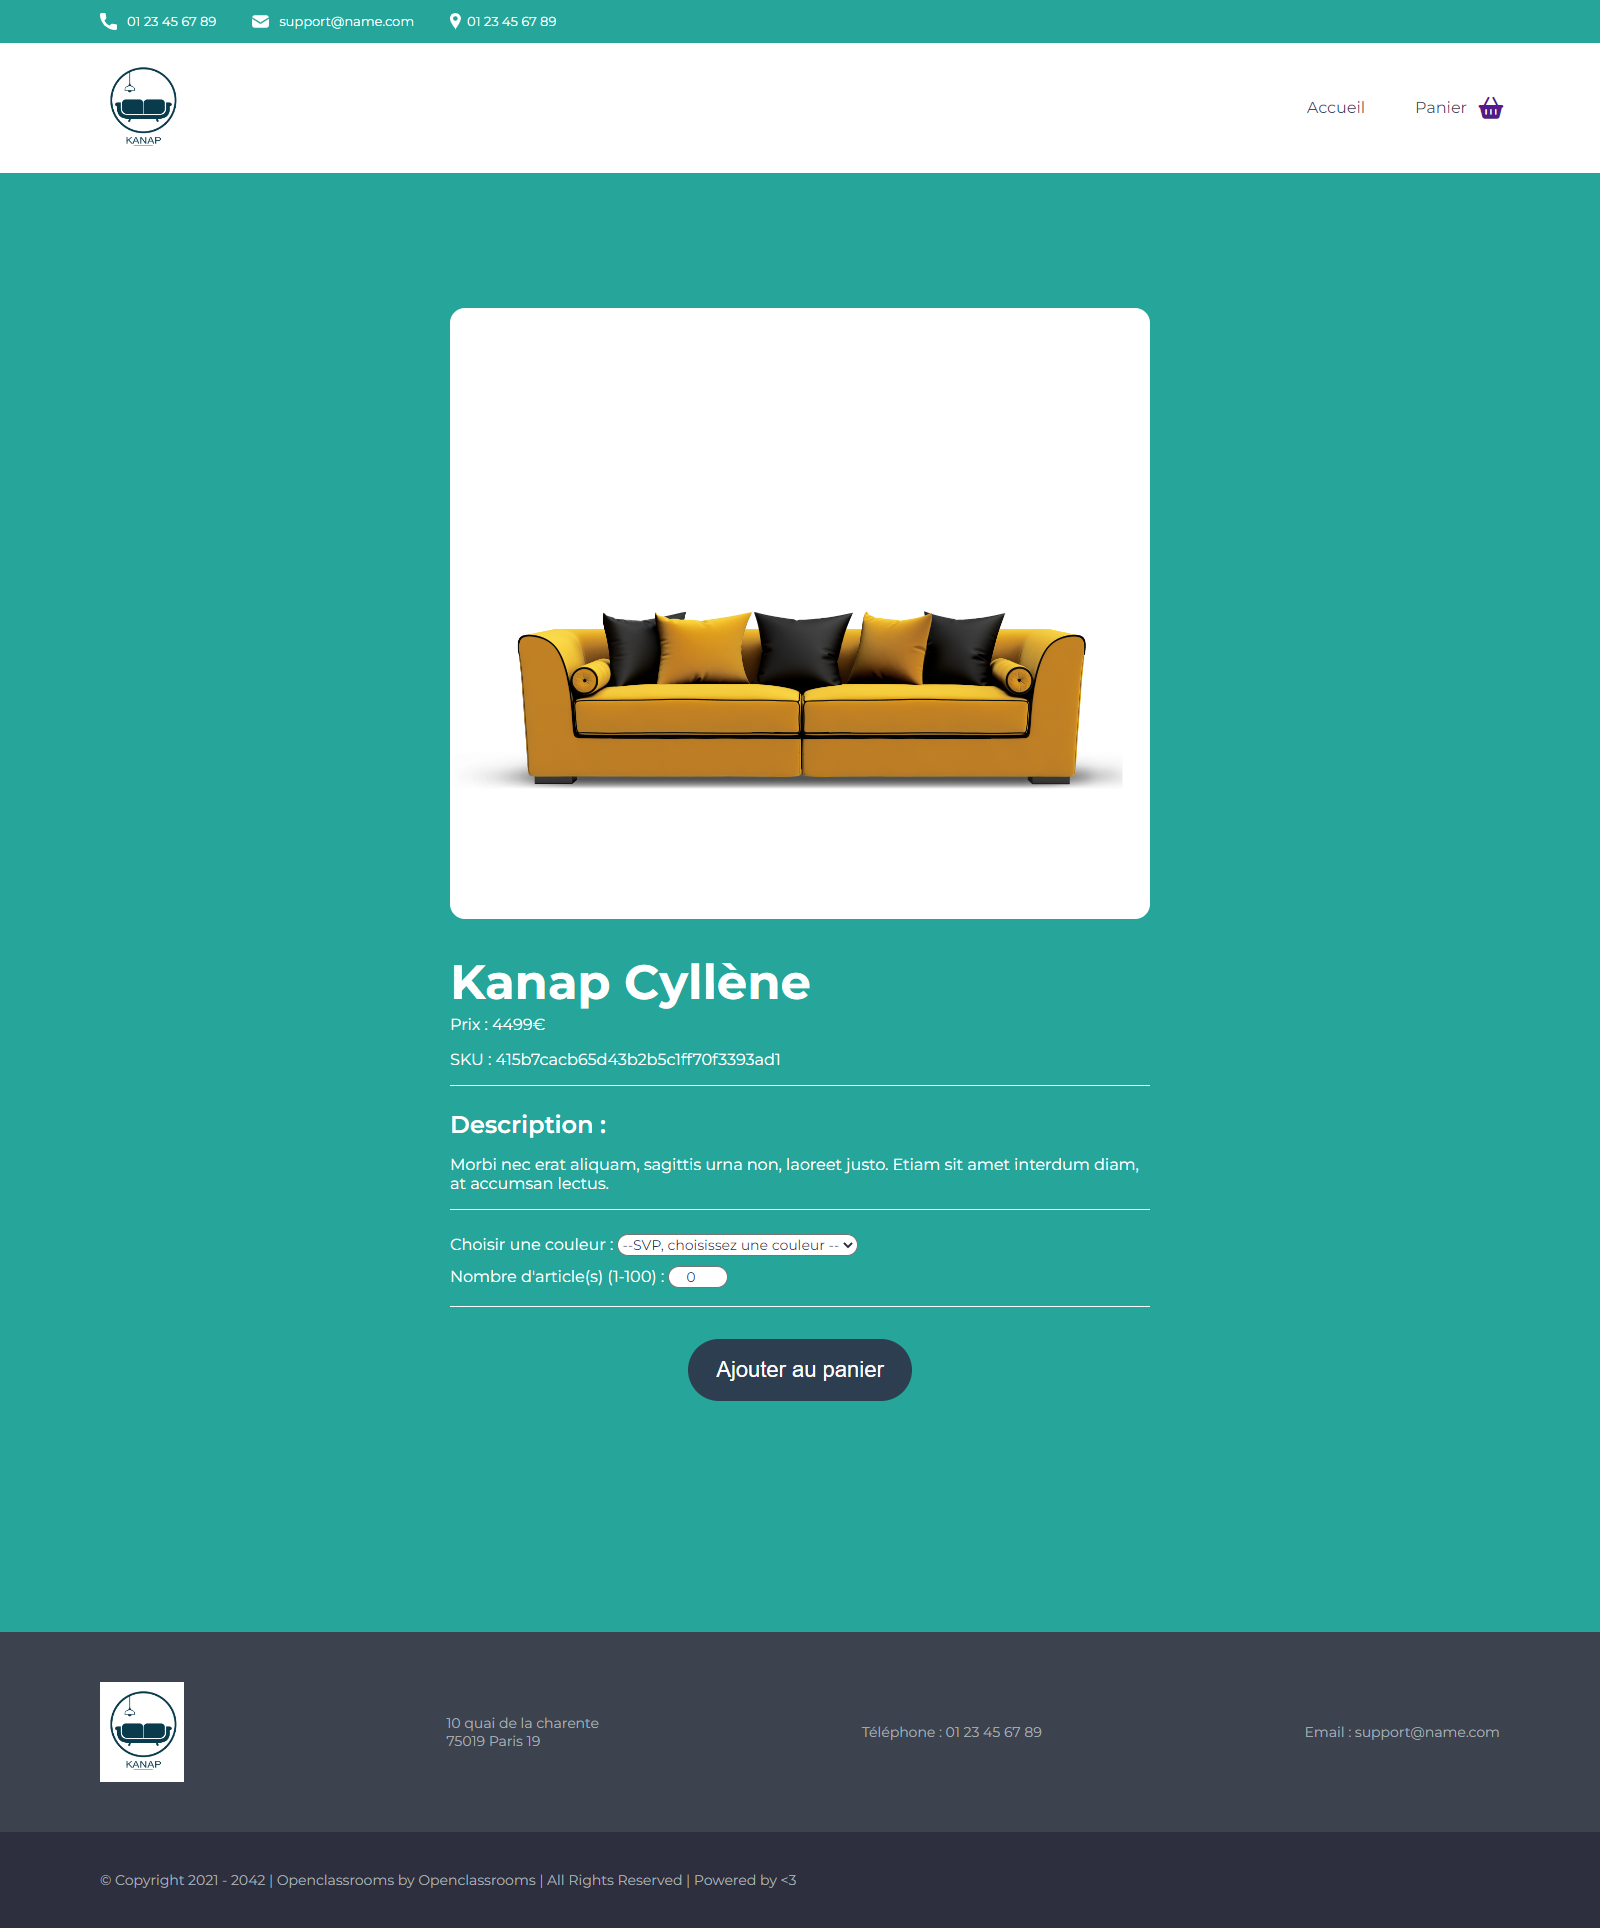 01 23 45 67 89
support@name.com
01 23 45 67 89
KANAP
Accueil
Panier
Kanap Cyllène
Prix : 4499€
SKU : 415b7cacb65d43b2b5c1ff70f3393ad1
Description :
Morbi nec erat aliquam, sagittis urna non, laoreet justo. Etiam sit amet interdum diam,
at accumsan lectus.
Choisir une couleur : --SVP, choisissez une couleur --
Nombre d'article(s) (1-100) : 0
Ajouter au panier
KANAP
10 quai de la charente
75019 Paris 19
Téléphone : 01 23 45 67 89
Email : support@name.com
© Copyright 2021 - 2042 | Openclassrooms by Openclassrooms | All Rights Reserved | Powered by <3